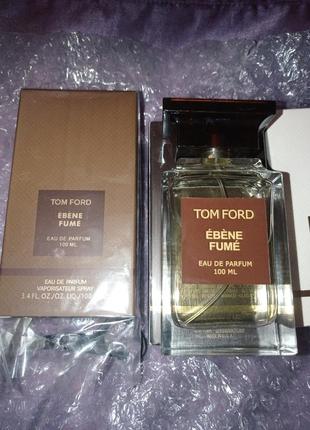 TOM FORD
ÉBÈNE
FUMÉ
EAU DE PARFUM
100 ML
EAU DE PARFUM
VAPORISATEUR SPRAY
TOM FORD
ÉBÈNE
FUMÉ
EAU DE PARFUM
100 ML